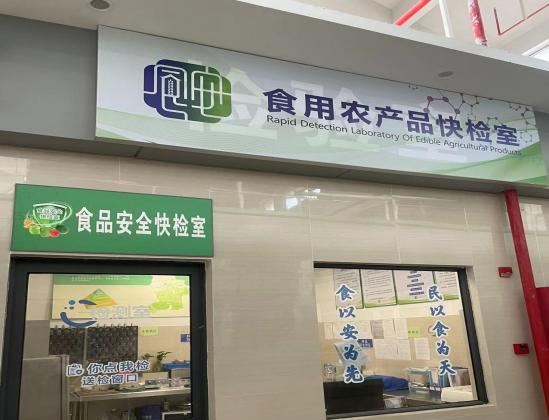 食用农产品快检室
Rapid Detection Laboratory Of Edible Agricultural Products
检验
食品安全快检室
检测室
你点我检
送检窗口
食以安为先
民以食为天